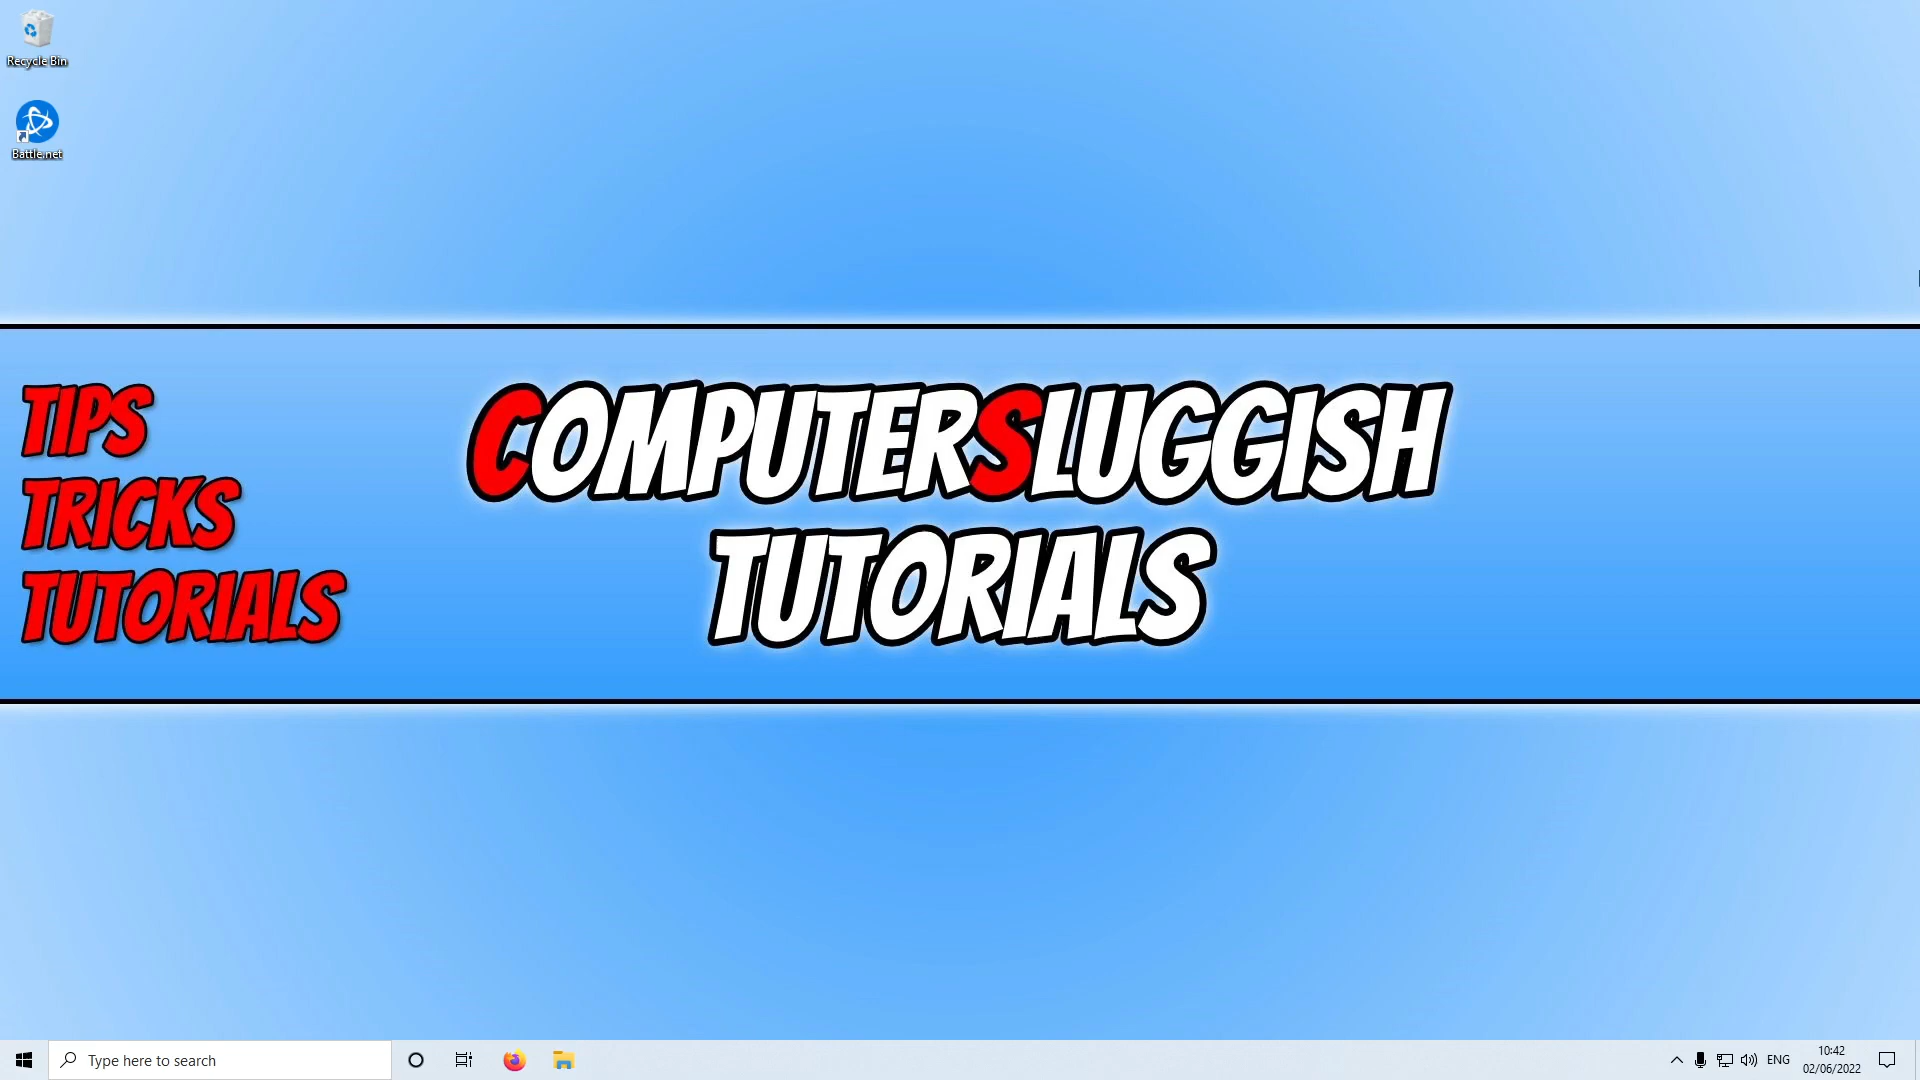 Recycle Bin
Battle.net
TIPS
TRICKS
TUTORIALS
COMPUTERSLUGGISH
TUTORIALS
Type here to search
ENG
10:42
02/06/2022